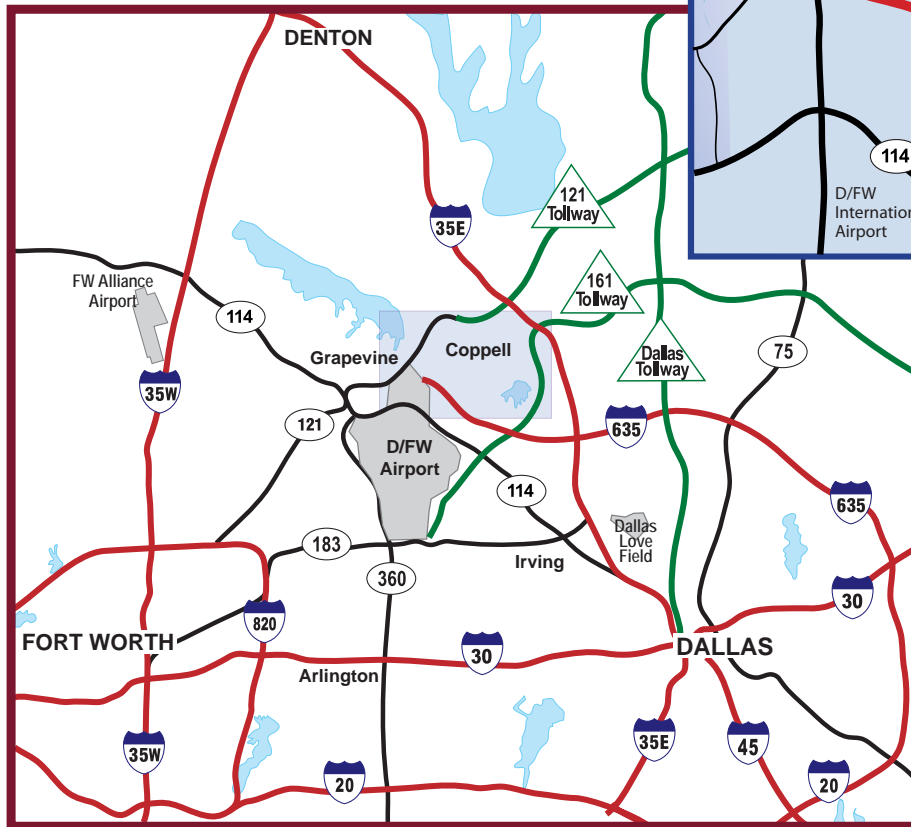 DENTON
114
D/FW
Internation
Airport
121
Tollway
35E
FW Alliance
Airport
161
Tollway
114
Grapevine
Coppell
Dallas
Tollway
75
35W
121
635
D/FW
Airport
114
635
Dallas
Love
Field
183
Irving
360
30
820
FORT WORTH
30
DALLAS
Arlington
35W
35E
45
20
20